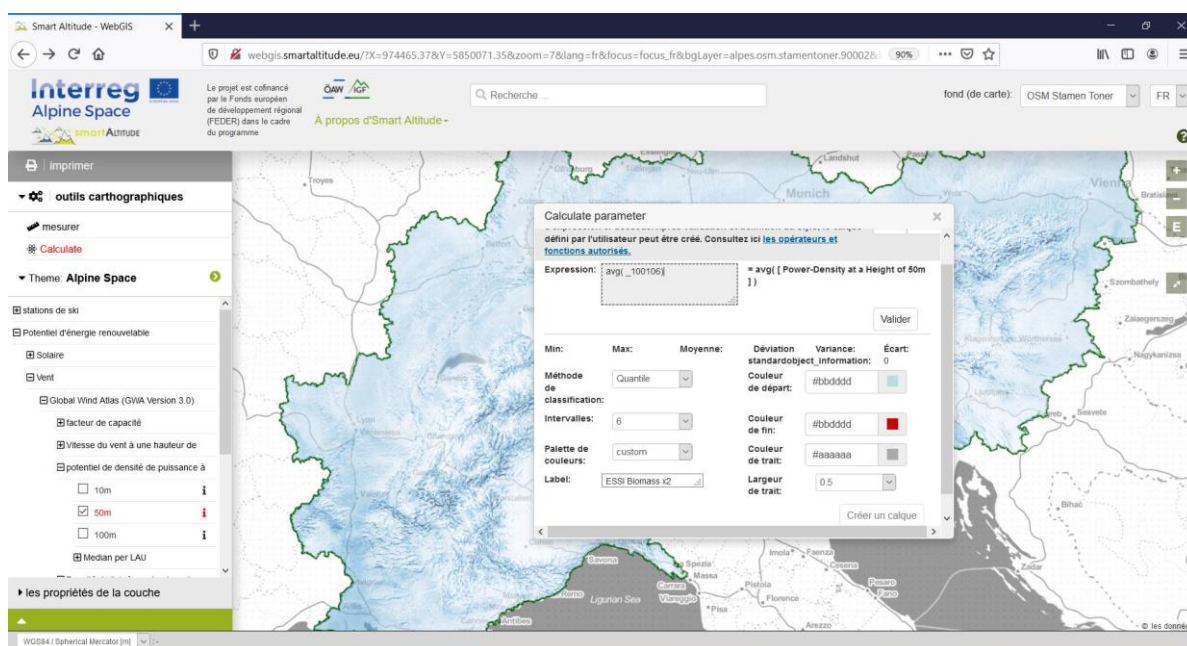 Smart Altitude - WebGIS
webgis.smartaltitude.eu/?X=974465.37&Y=5850071.35&zoom=7&lang=fr&focus=focus_fr&bgLayer=alpes.osm.stamentoner.90002
90%
Interreg
Alpine Space
smartAltitude
Le projet est cofinancé
par le Fonds européen
de développement régional
(FEDER) dans le cadre
du programme
ÖAW IGF
À propos d'Smart Altitude
Recherche ...
fond (de carte):
OSM Stamen Toner
FR
imprimer
outils carthographiques
mesurer
Calculate
Theme: Alpine Space
stations de ski
Potentiel d'énergie renouvelable
Solaire
Vent
Global Wind Atlas (GWA Version 3.0)
facteur de capacité
Vitesse du vent à une hauteur de
potentiel de densité de puissance à
10m
50m
100m
Median per LAU
les propriétés de la couche
WGS84 / Spherical Mercator [m]
Calculate parameter
défini par l'utilisateur peut être créé. Consultez ici les opérateurs et
fonctions autorisés.
Expression:
avg( _100106)
= avg( [ Power-Density at a Height of 50m
] )
Valider
Min:
Max:
Moyenne:
Déviation
standardobject_information:
Variance:
Écart:
0
Méthode
de
classification:
Quantile
Couleur
de départ:
#bbdddd
Intervalles:
6
Couleur
de fin:
#bbdddd
Palette de
couleurs:
custom
Couleur
de trait:
#aaaaaa
Label:
ESSI Biomass x2
Largeur
de trait:
0.5
Créer un calque
Troyes
Landshut
Munich
Vienna
Bratislava
Szombathely
Zalaegerszeg
Nagykanizsa
Sesvete
Bihać
Zadar
Savona
La Spezia
Massa
Carrara
Viareggio
Pisa
Pistoia
Florence
Imola
Faenza
Cesena
Pesaro
Fano
Arezzo
Ligurian Sea
Antibes
E
© les donné